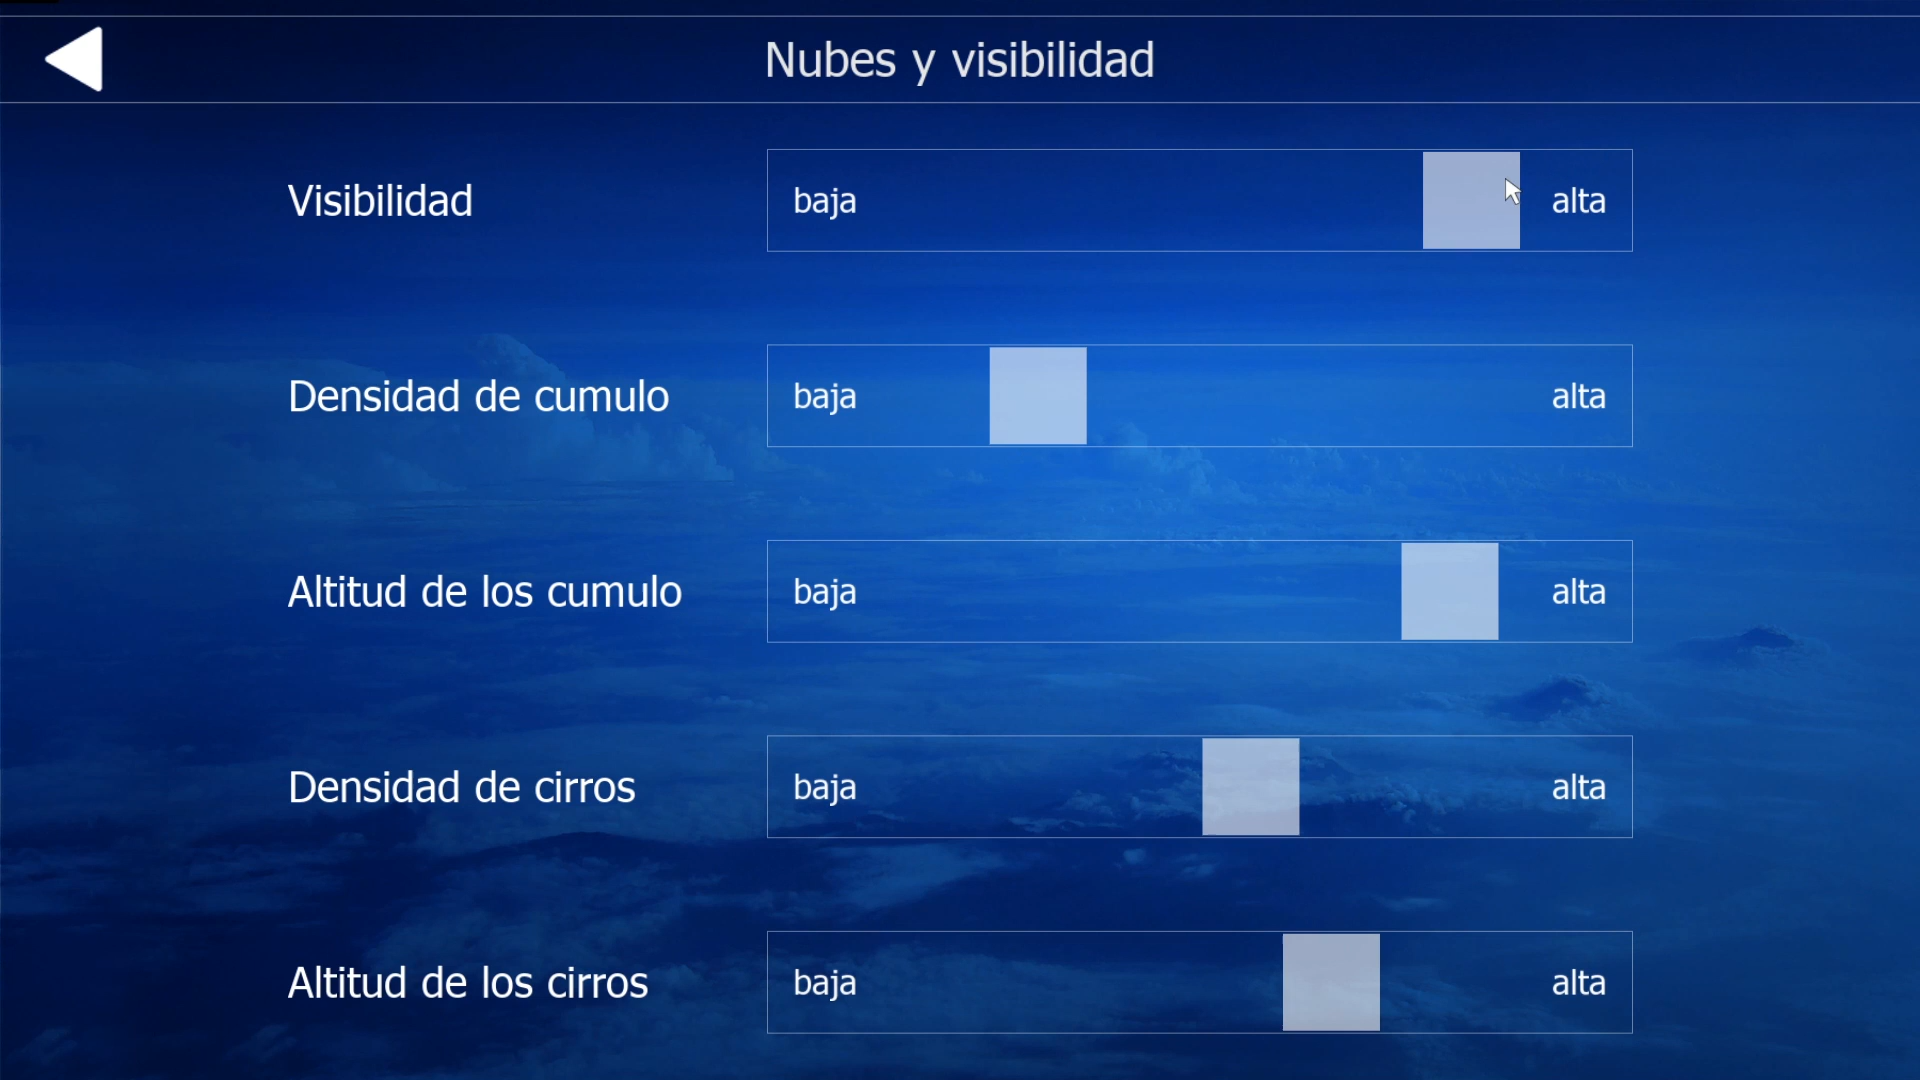 Nubes y visibilidad
Visibilidad baja alta
Densidad de cumulo baja alta
Altitud de los cumulo baja alta
Densidad de cirros baja alta
Altitud de los cirros baja alta